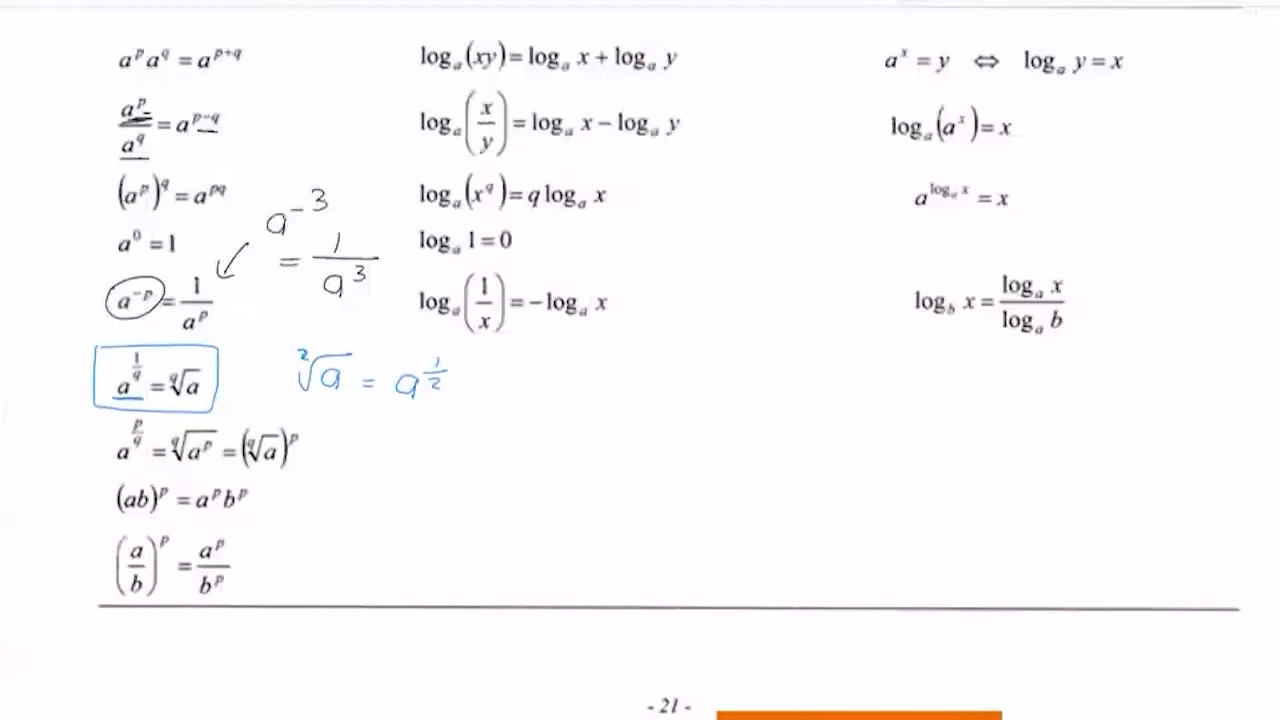 aᵖ a^q = a^(p+q)
a^p / a^q = a^(p−q)
(a^p)^q = a^(pq)
a^0 = 1
a^(−p) = 1 / a^p
a^(1/q) = ^q√a
a^(p/q) = ^q√(a^p) = (^q√a)^p
(ab)^p = a^p b^p
(a/b)^p = a^p / b^p
a^(−3)
= 1 / a^3
²√a = a^(1/2)
log_a(xy) = log_a x + log_a y
log_a(x/y) = log_a x − log_a y
log_a(x^q) = q log_a x
log_a 1 = 0
log_a(1/x) = −log_a x
a^x = y ⇔ log_a y = x
log_a(a^x) = x
a^(log_a x) = x
log_b x = log_a x / log_a b
- 21 -